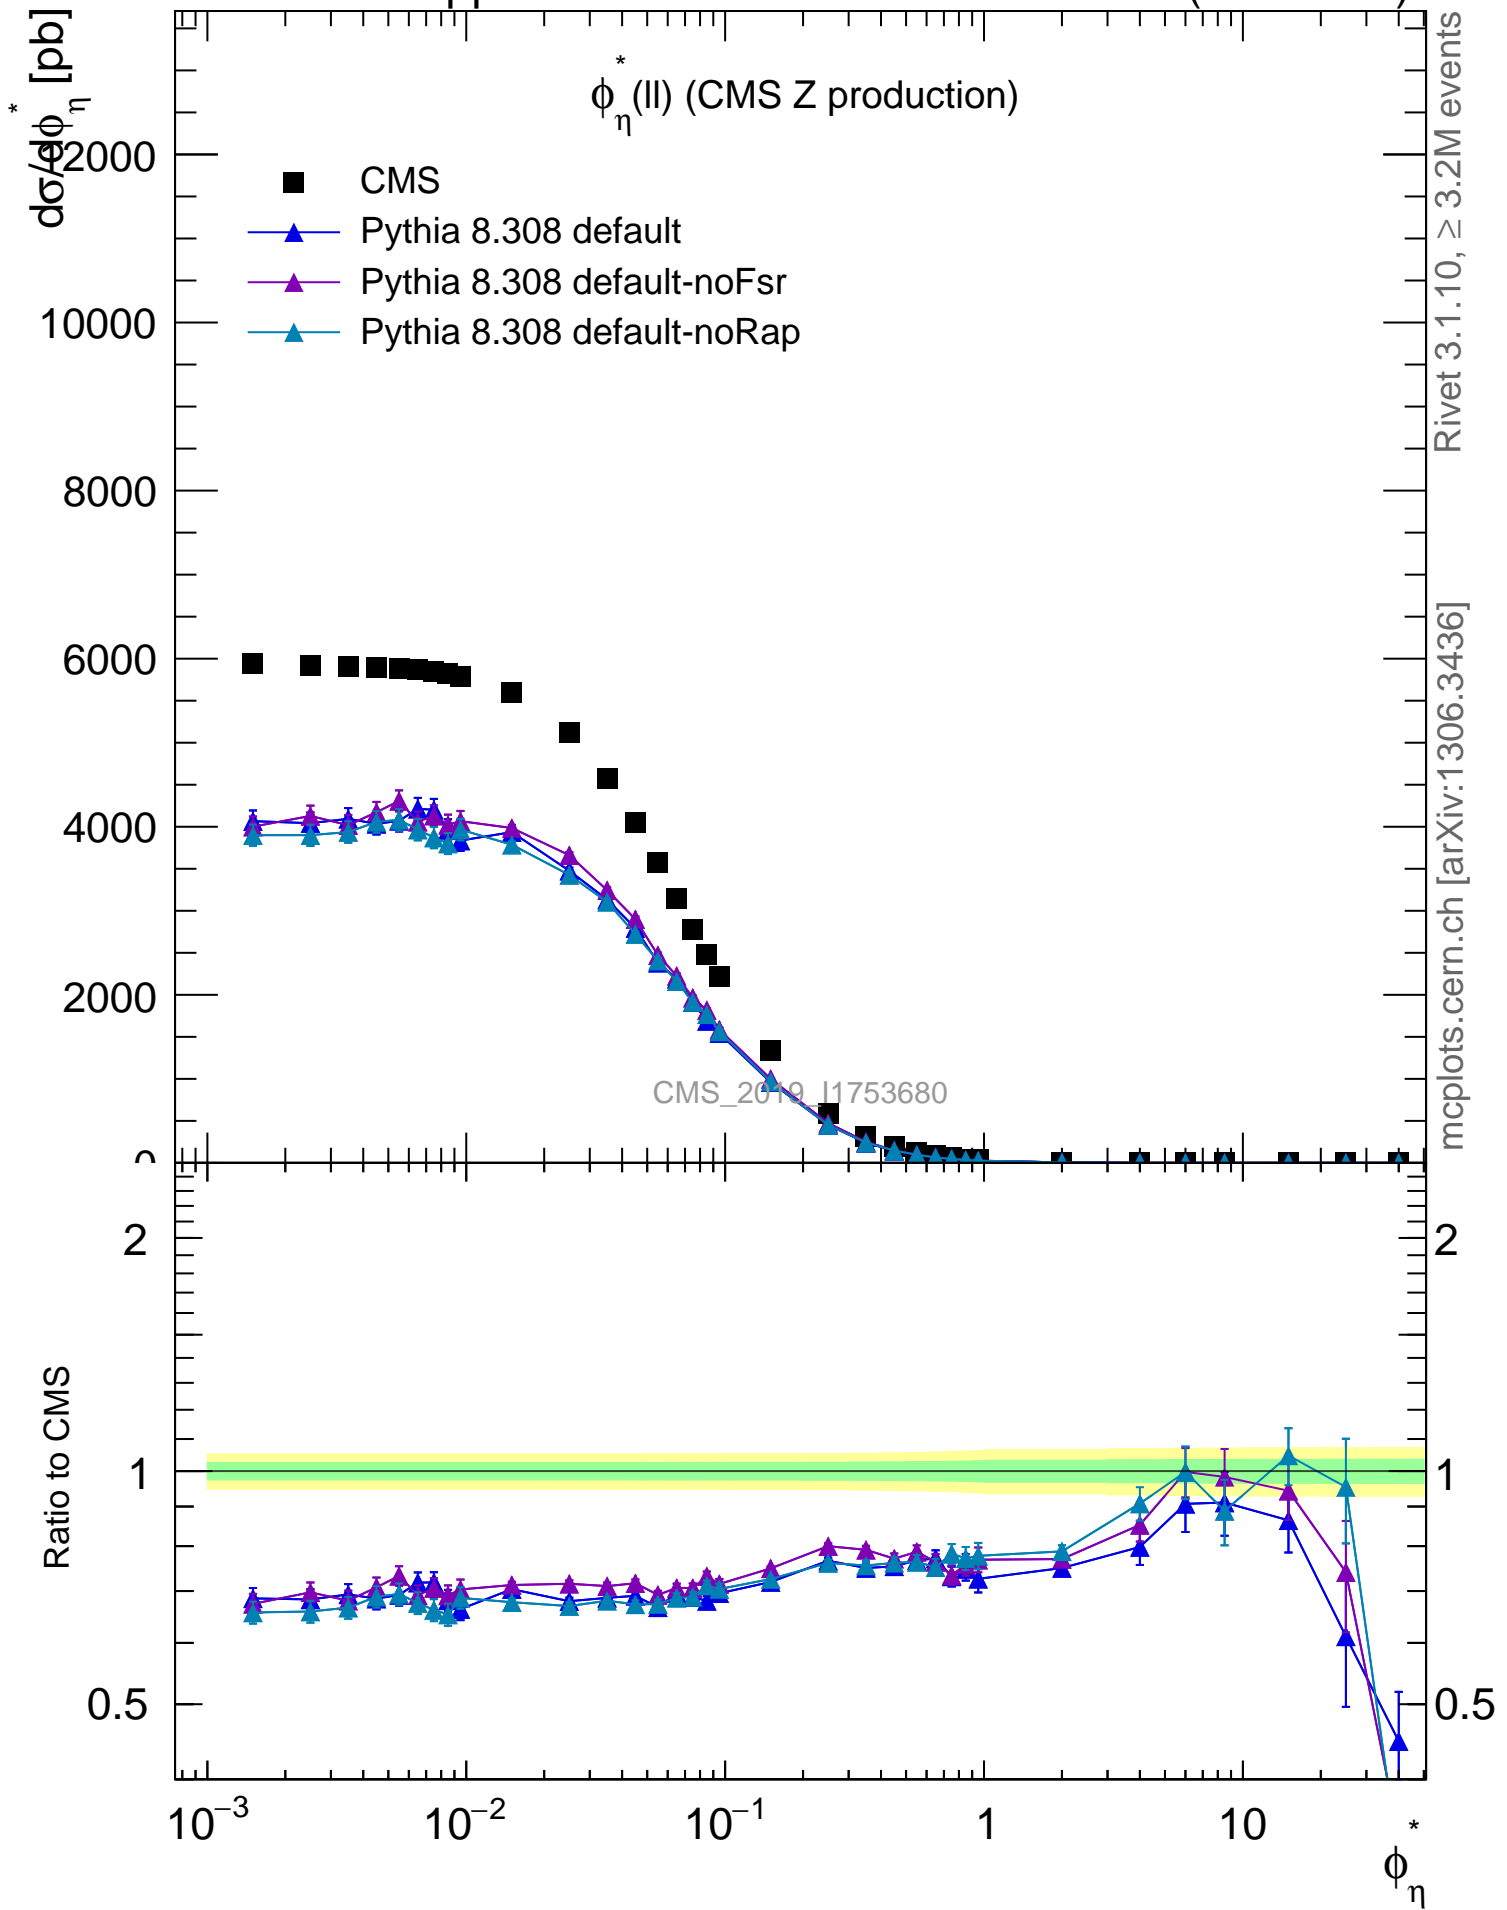 pp
dσ/dφ*η [pb]
φ*η(ll) (CMS Z production)
CMS
Pythia 8.308 default
Pythia 8.308 default-noFsr
Pythia 8.308 default-noRap
12000
10000
8000
6000
4000
2000
0
CMS_2019_I1753680
Rivet 3.1.10, ≥ 3.2M events
mcplots.cern.ch [arXiv:1306.3436]
Ratio to CMS
2
1
0.5
2
1
0.5
10⁻³ 10⁻² 10⁻¹ 1 10
φ*η